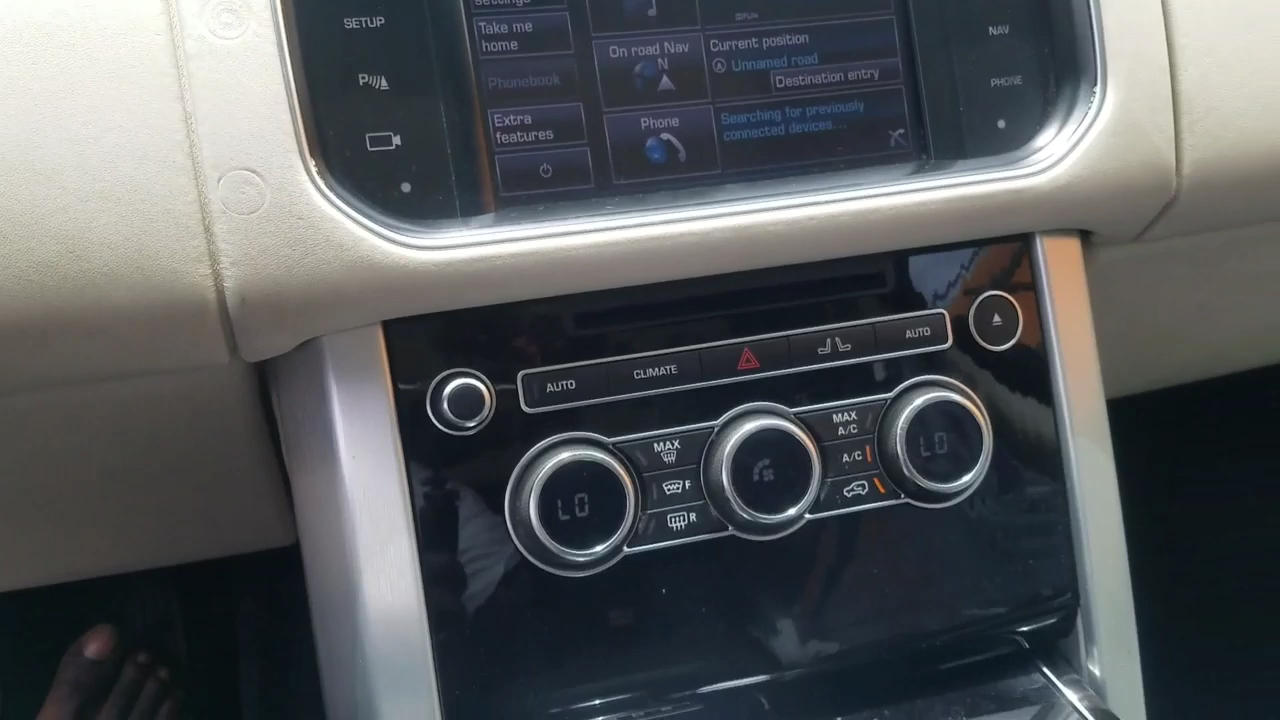 settings
SETUP
Take me
home
On road Nav
N
Current position
A Unnamed road
Destination entry
NAV
P
Phonebook
PHONE
Extra
features
Phone
Searching for previously
connected devices...
AUTO
CLIMATE
AUTO
MAX
MAX
A/C
A/C
F
R
LO
LO